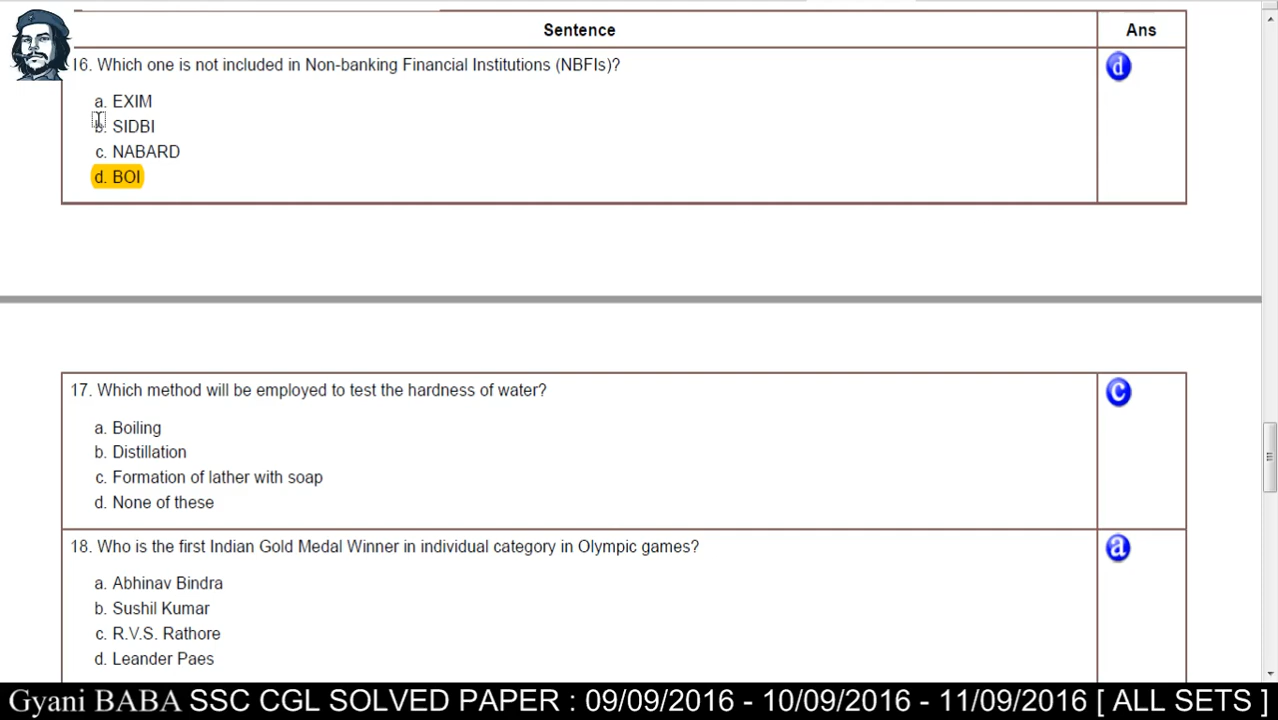 Sentence Ans
16. Which one is not included in Non-banking Financial Institutions (NBFIs)? d
a. EXIM
b. SIDBI
c. NABARD
d. BOI
17. Which method will be employed to test the hardness of water? c
a. Boiling
b. Distillation
c. Formation of lather with soap
d. None of these
18. Who is the first Indian Gold Medal Winner in individual category in Olympic games? a
a. Abhinav Bindra
b. Sushil Kumar
c. R.V.S. Rathore
d. Leander Paes
Gyani BABA SSC CGL SOLVED PAPER : 09/09/2016 - 10/09/2016 - 11/09/2016 [ ALL SETS ]